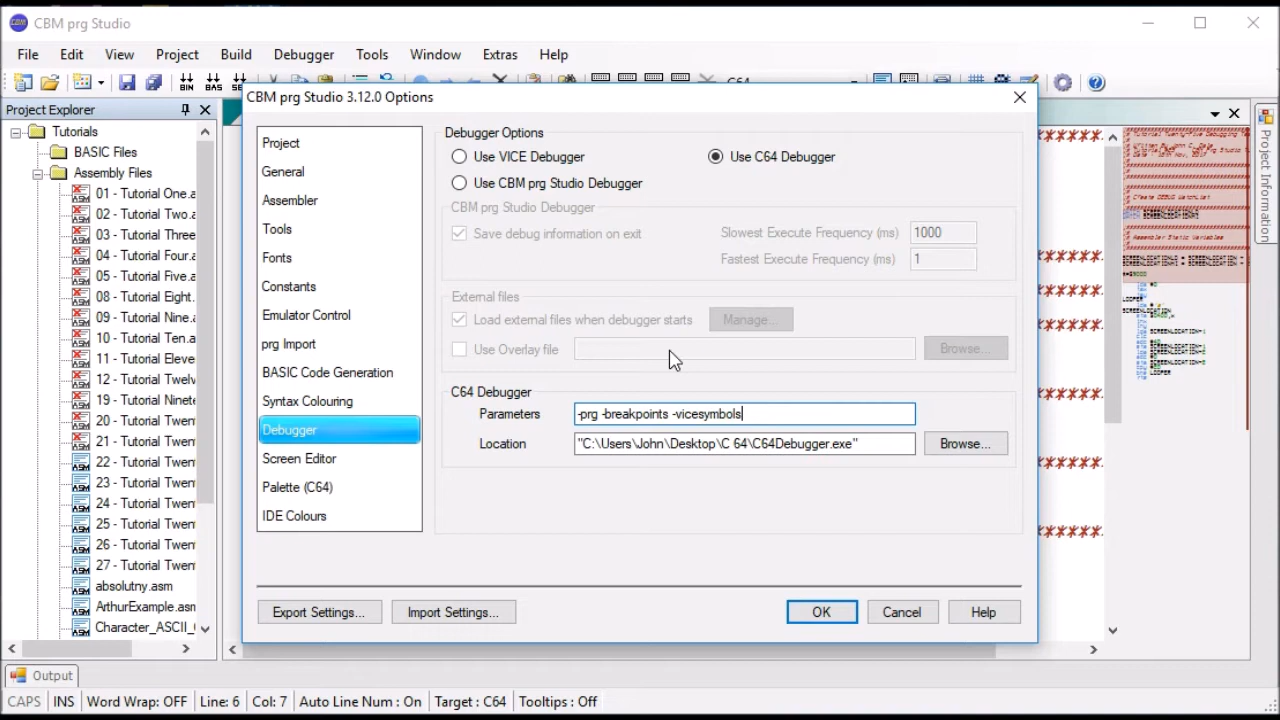 CBM prg Studio
File Edit View Project Build Debugger Tools Window Extras Help
BIN BAS
Project Explorer
Tutorials
BASIC Files
Assembly Files
01 - Tutorial One.a
02 - Tutorial Two.a
03 - Tutorial Three
04 - Tutorial Four.a
05 - Tutorial Five.a
08 - Tutorial Eight.
09 - Tutorial Nine.a
10 - Tutorial Ten.a
11 - Tutorial Eleve
12 - Tutorial Twelv
19 - Tutorial Ninete
20 - Tutorial Twen
21 - Tutorial Twen
22 - Tutorial Twen
23 - Tutorial Twen
24 - Tutorial Twen
25 - Tutorial Twen
26 - Tutorial Twen
27 - Tutorial Twen
absolutny.asm
ArthurExample.asm
Character_ASCII_
CBM prg Studio 3.12.0 Options
Project
General
Assembler
Tools
Fonts
Constants
Emulator Control
prg Import
BASIC Code Generation
Syntax Colouring
Debugger
Screen Editor
Palette (C64)
IDE Colours
Debugger Options
Use VICE Debugger Use C64 Debugger
Use CBM prg Studio Debugger
CBM prg Studio Debugger
Save debug information on exit Slowest Execute Frequency (ms) 1000
Fastest Execute Frequency (ms) 1
External files
Load external files when debugger starts Manage...
Use Overlay file Browse...
C64 Debugger
Parameters -prg -breakpoints -vicesymbols
Location "C:\Users\John\Desktop\C 64\C64Debugger.exe" Browse...
Export Settings... Import Settings... OK Cancel Help
Project Information
Output
CAPS INS Word Wrap: OFF Line: 6 Col: 7 Auto Line Num : On Target : C64 Tooltips : Off